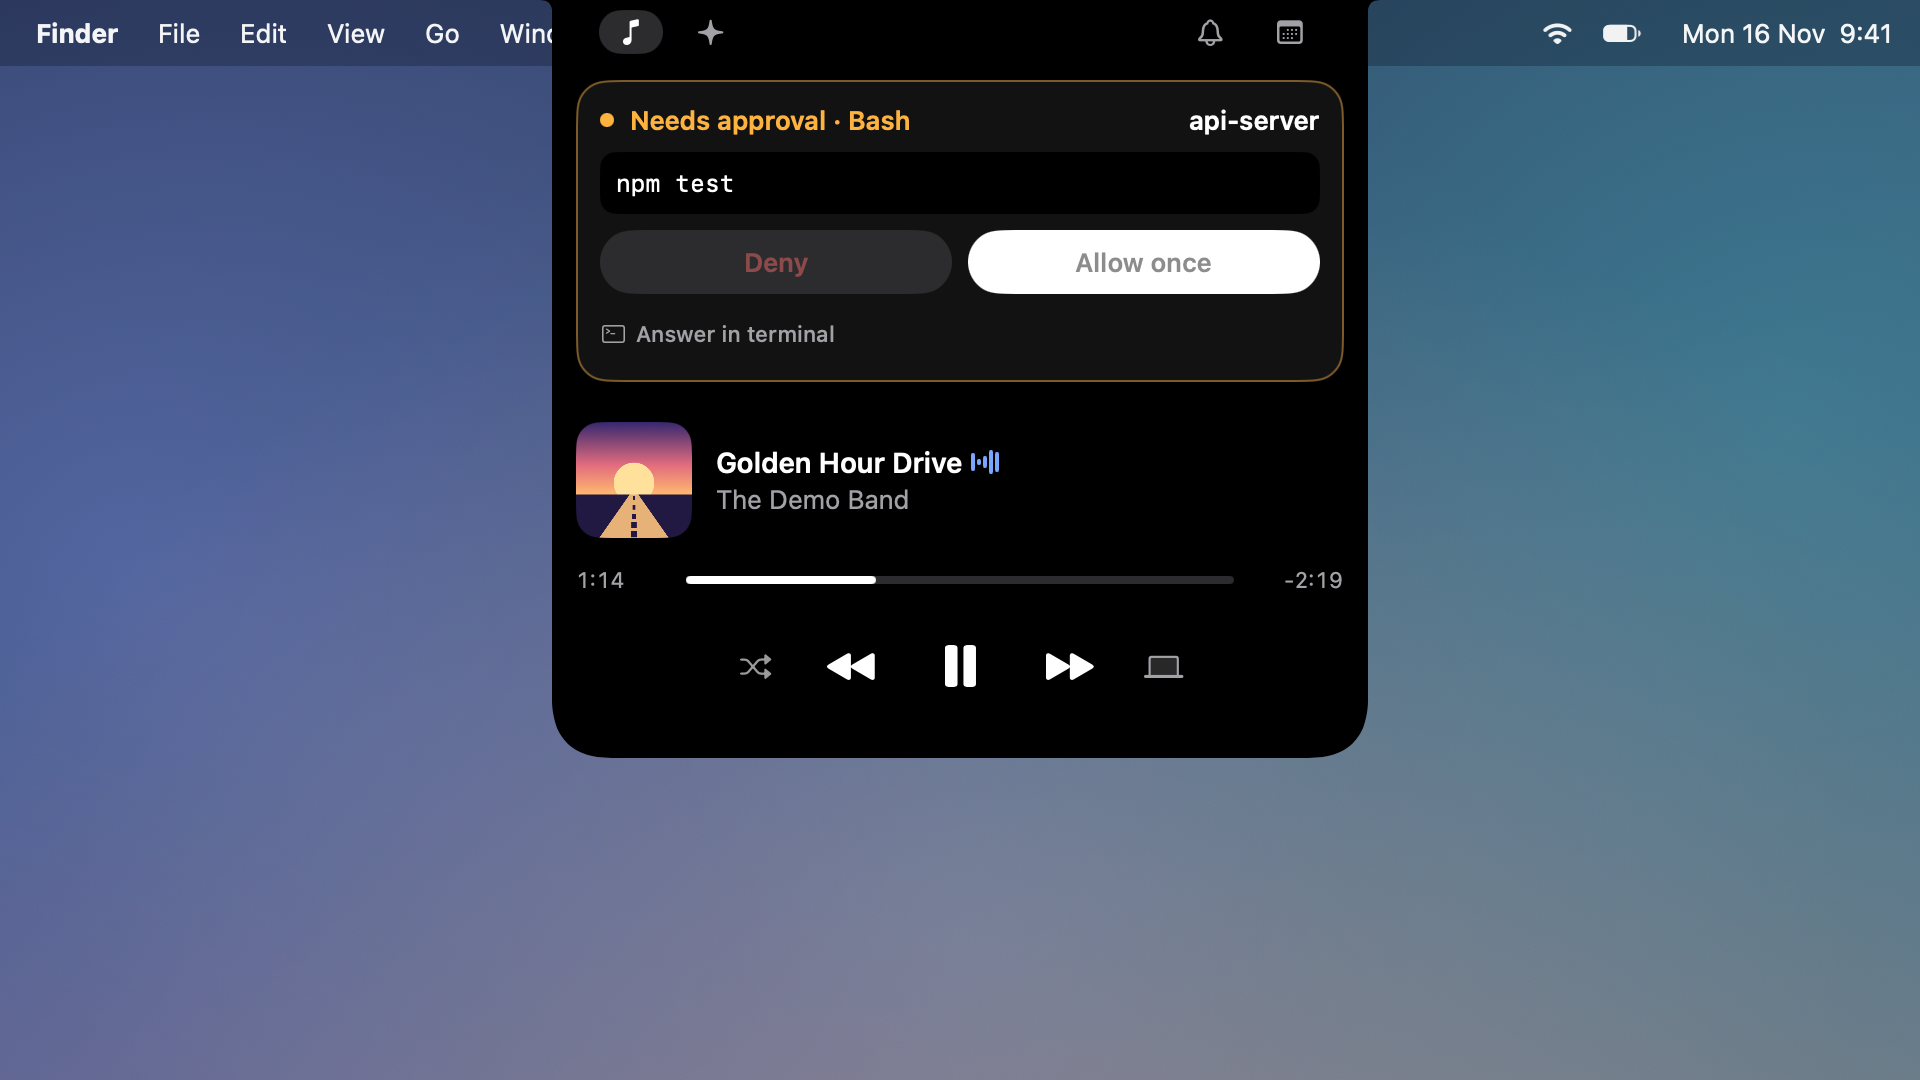 Finder File Edit View Go Wind Mon 16 Nov 9:41
Needs approval · Bash api-server
npm test
Deny Allow once
Answer in terminal
Golden Hour Drive
The Demo Band
1:14 -2:19